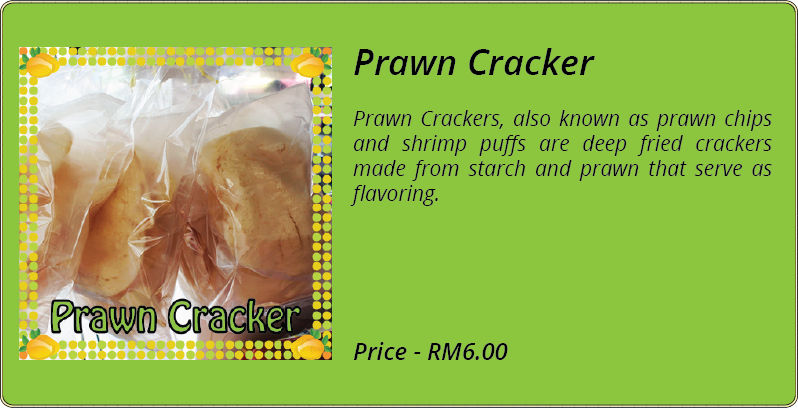 Prawn Cracker
Prawn Crackers, also known as prawn chips
and shrimp puffs are deep fried crackers
made from starch and prawn that serve as
flavoring.
Prawn Cracker
Price - RM6.00